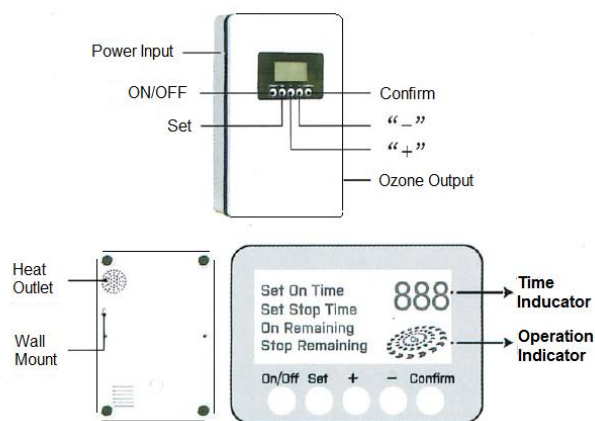 Power Input
ON/OFF
Set
Confirm
“ – ”
“ + ”
Ozone Output
Heat
Outlet
Wall
Mount
Set On Time
Set Stop Time
On Remaining
Stop Remaining
888
O₃
On/Off Set + – Confirm
Time
Inducator
Operation
Indicator